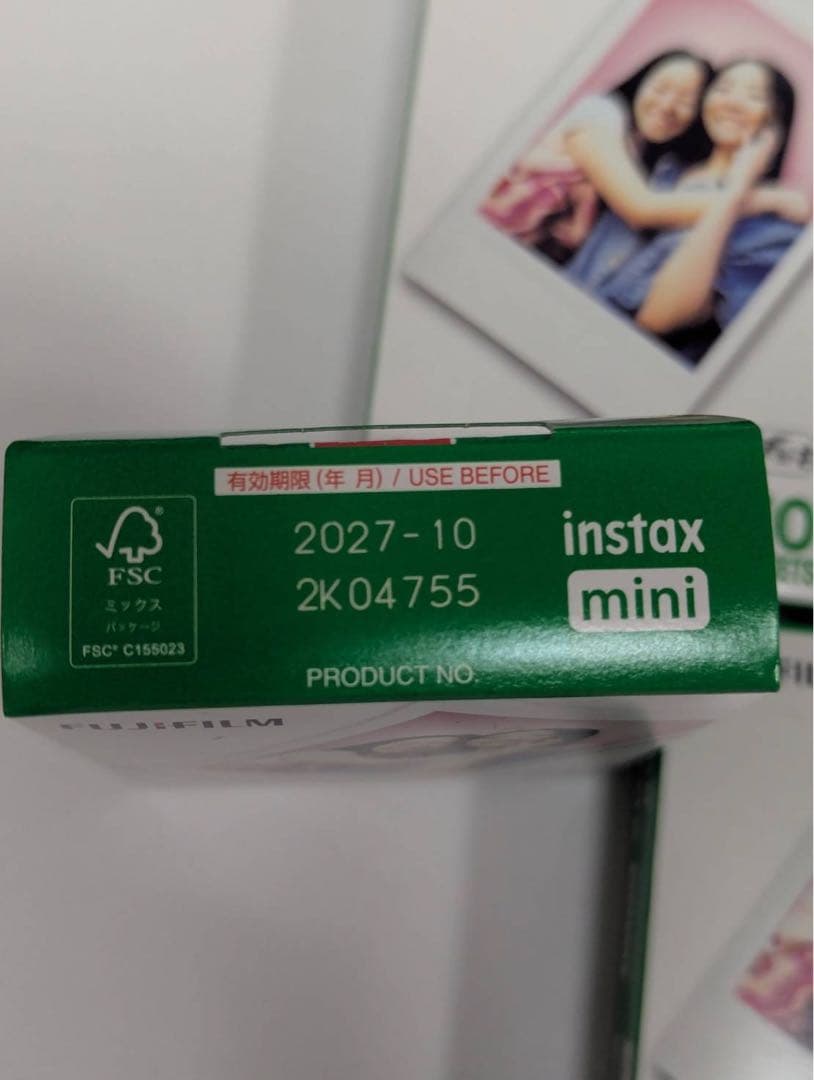 有効期限 (年 月) / USE BEFORE
2027-10
2K04755
PRODUCT NO.
instax
mini
FSC
ミックス
パッケージ
FSC® C155023
FUJIFILM